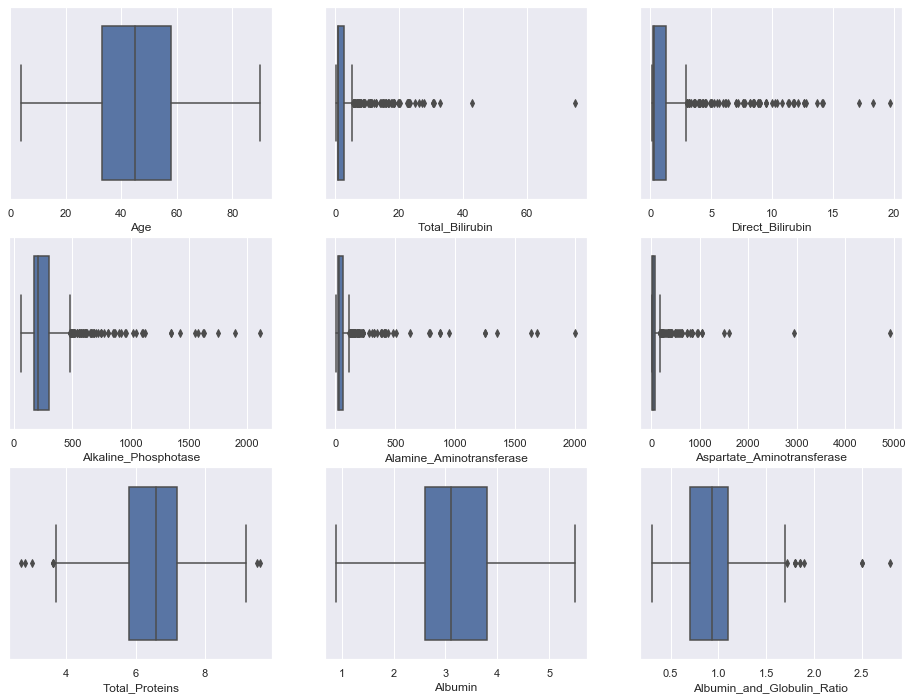 0 20 40 60 80
Age
0 20 40 60
Total_Bilirubin
0 5 10 15 20
Direct_Bilirubin
0 500 1000 1500 2000
Alkaline_Phosphotase
0 500 1000 1500 2000
Alamine_Aminotransferase
0 1000 2000 3000 4000 5000
Aspartate_Aminotransferase
4 6 8
Total_Proteins
1 2 3 4 5
Albumin
0.5 1.0 1.5 2.0 2.5
Albumin_and_Globulin_Ratio